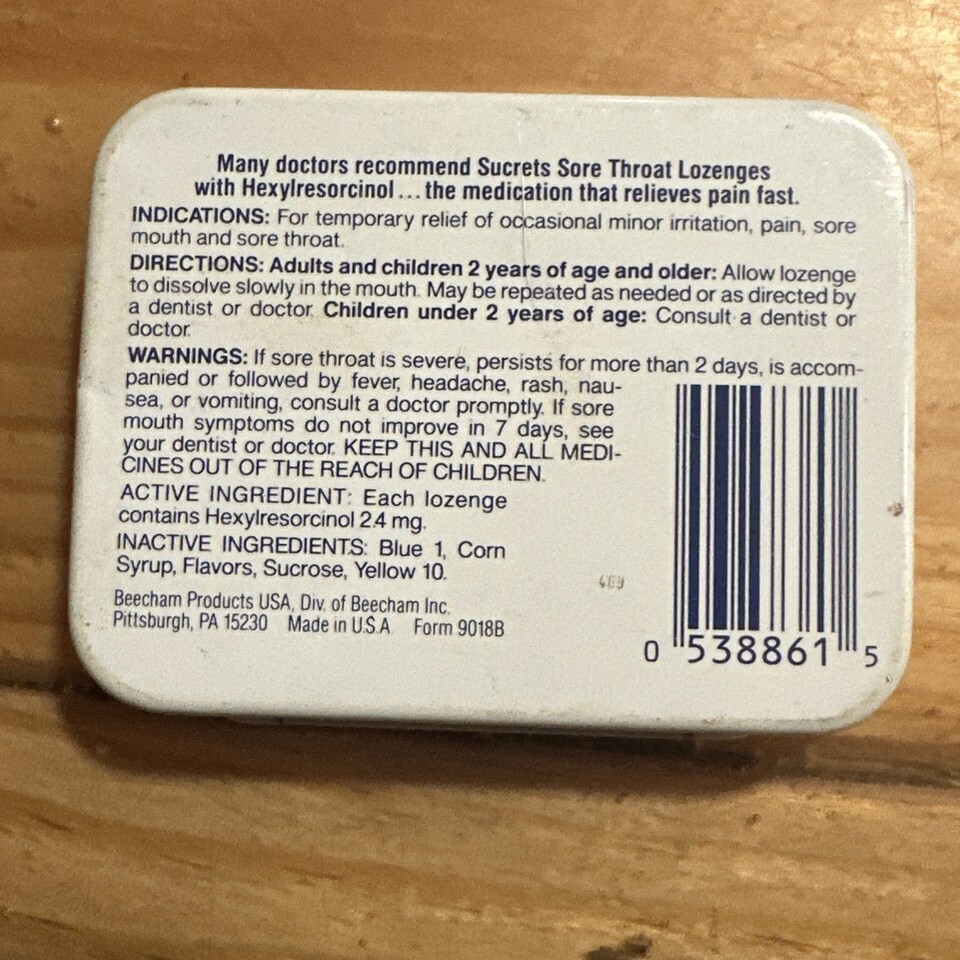 Many doctors recommend Sucrets Sore Throat Lozenges
with Hexylresorcinol...the medication that relieves pain fast.
INDICATIONS: For temporary relief of occasional minor irritation, pain, sore
mouth and sore throat.
DIRECTIONS: Adults and children 2 years of age and older: Allow lozenge
to dissolve slowly in the mouth. May be repeated as needed or as directed by
a dentist or doctor. Children under 2 years of age: Consult a dentist or
doctor.
WARNINGS: If sore throat is severe, persists for more than 2 days, is accom-
panied or followed by fever, headache, rash, nau-
sea, or vomiting, consult a doctor promptly. If sore
mouth symptoms do not improve in 7 days, see
your dentist or doctor. KEEP THIS AND ALL MEDI-
CINES OUT OF THE REACH OF CHILDREN.
ACTIVE INGREDIENT: Each lozenge
contains Hexylresorcinol 2.4 mg.
INACTIVE INGREDIENTS: Blue 1, Corn
Syrup, Flavors, Sucrose, Yellow 10.
Beecham Products USA, Div. of Beecham Inc.
Pittsburgh, PA 15230 Made in U.S.A. Form 9018B
0 538861 5